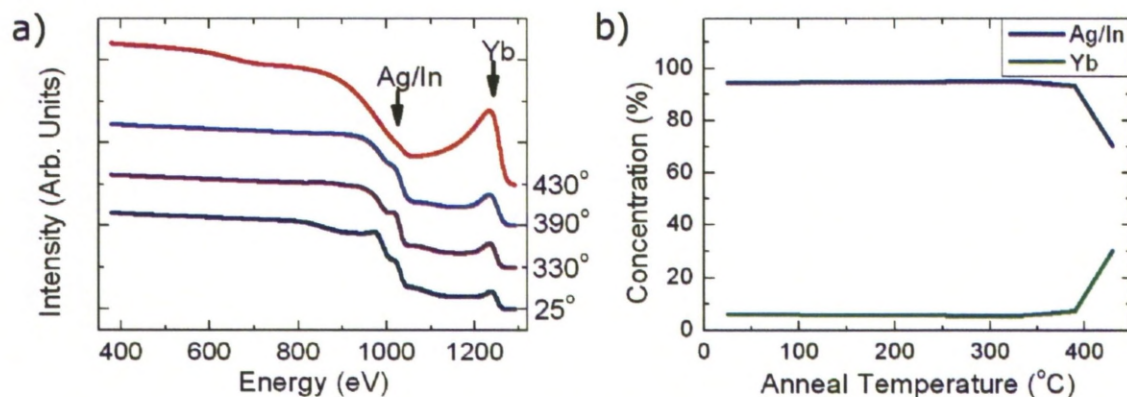 a)
Intensity (Arb. Units)
Ag/In
Yb
430°
390°
330°
25°
400 600 800 1000 1200
Energy (eV)
b)
Ag/In
Yb
Concentration (%)
100
80
60
40
20
0
0 100 200 300 400
Anneal Temperature (°C)